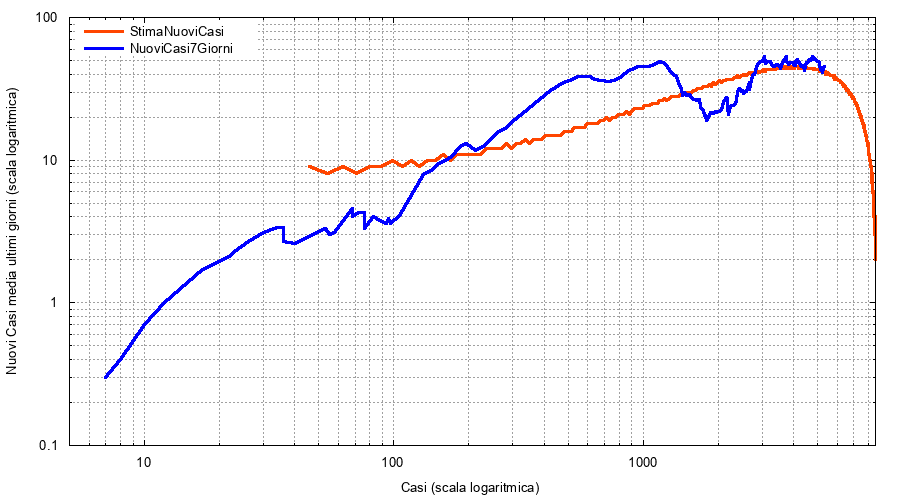 100
StimaNuoviCasi
NuoviCasi7Giorni
10
1
0.1
10
100
1000
Nuovi Casi media ultimi giorni (scala logaritmica)
Casi (scala logaritmica)